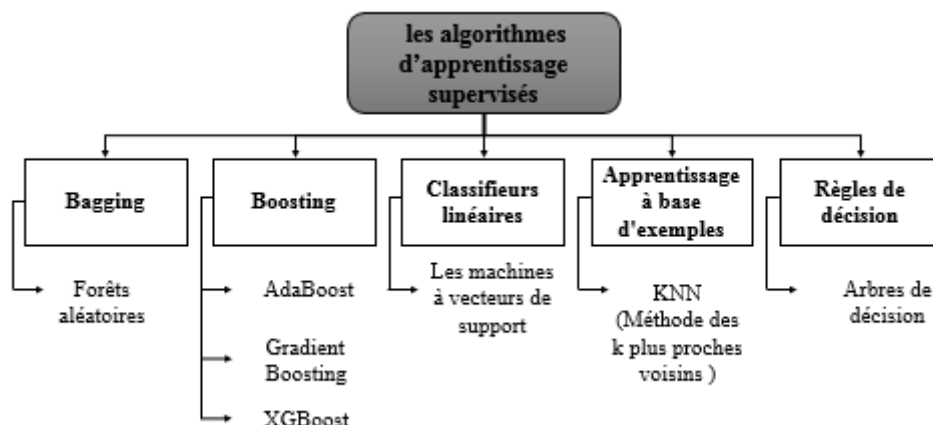 les algorithmes
d’apprentissage
supervisés
Bagging
Boosting
Classifieurs
linéaires
Apprentissage
à base
d'exemples
Règles de
décision
Forêts
aléatoires
AdaBoost
Gradient
Boosting
XGBoost
Les machines
à vecteurs de
support
KNN
(Méthode des
k plus proches
voisins )
Arbres de
décision